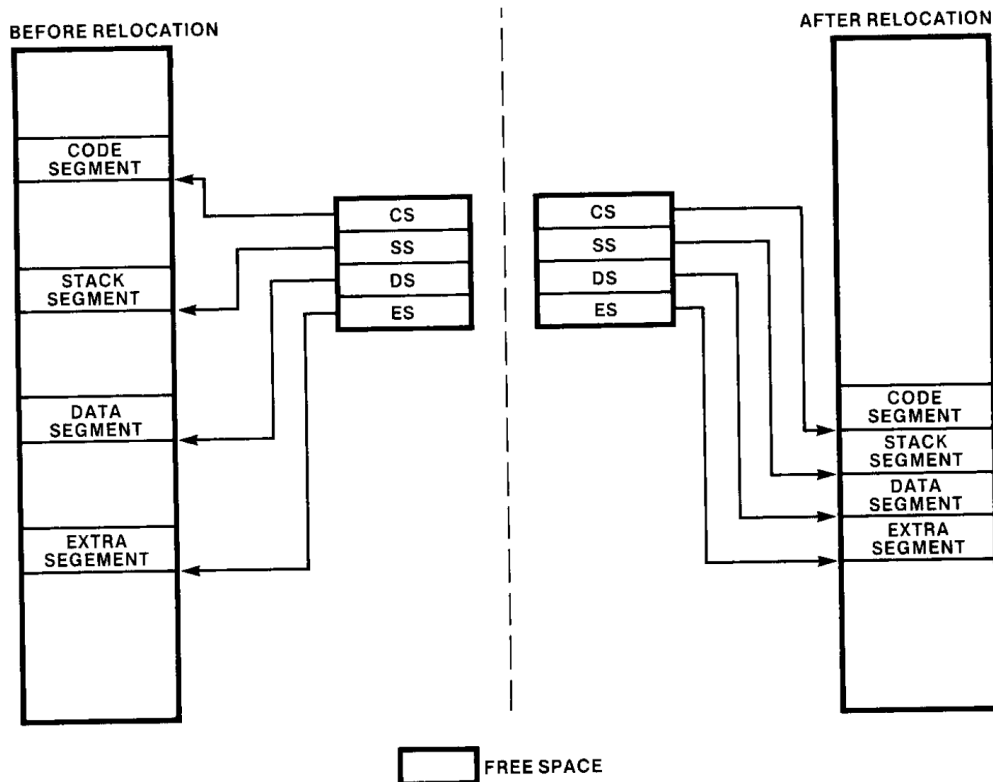 BEFORE RELOCATION
CODE
SEGMENT
STACK
SEGMENT
DATA
SEGMENT
EXTRA
SEGEMENT
CS
SS
DS
ES
AFTER RELOCATION
CS
SS
DS
ES
CODE
SEGMENT
STACK
SEGMENT
DATA
SEGMENT
EXTRA
SEGMENT
FREE SPACE